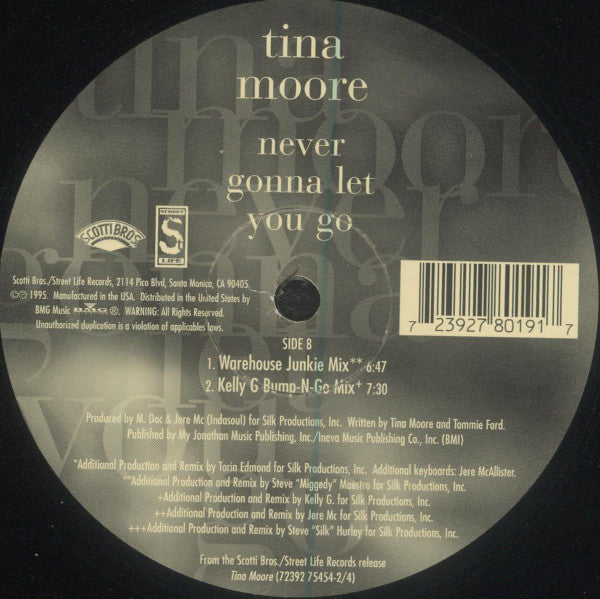 tina
moore
never
gonna let
you go
SCOTTI BROS.
STREET
St
LIFE
Scotti Bros./Street Life Records, 2114 Pico Blvd, Santa Monica, CA 90405.
℗© 1995. Manufactured in the USA. Distributed in the United States by
BMG Music BMG ®. WARNING: All Rights Reserved.
Unauthorized duplication is a violation of applicable laws.
7 23927 80191 7
SIDE B
1. Warehouse Junkie Mix** 6:47
2. Kelly G Bump-N-Go Mix+ 7:30
Produced by M. Doc & Jere Mc (Indasoul) for Silk Productions, Inc. Written by Tina Moore and Tommie Ford.
Published by My Jonathan Music Publishing, Inc/Ineva Music Publishing Co., Inc. (BMI)
*Additional Production and Remix by Torin Edmond for Silk Productions, Inc. Additional keyboards: Jere McAllister.
**Additional Production and Remix by Steve "Miggedy" Maestro for Silk Productions, Inc.
+Additional Production and Remix by Kelly G. for Silk Productions, Inc.
++Additional Production and Remix by Jere Mc for Silk Productions, Inc.
+++Additional Production and Remix by Steve "Silk" Hurley for Silk Productions, Inc.
From the Scotti Bros./Street Life Records release
Tina Moore (72392 75454-2/4)